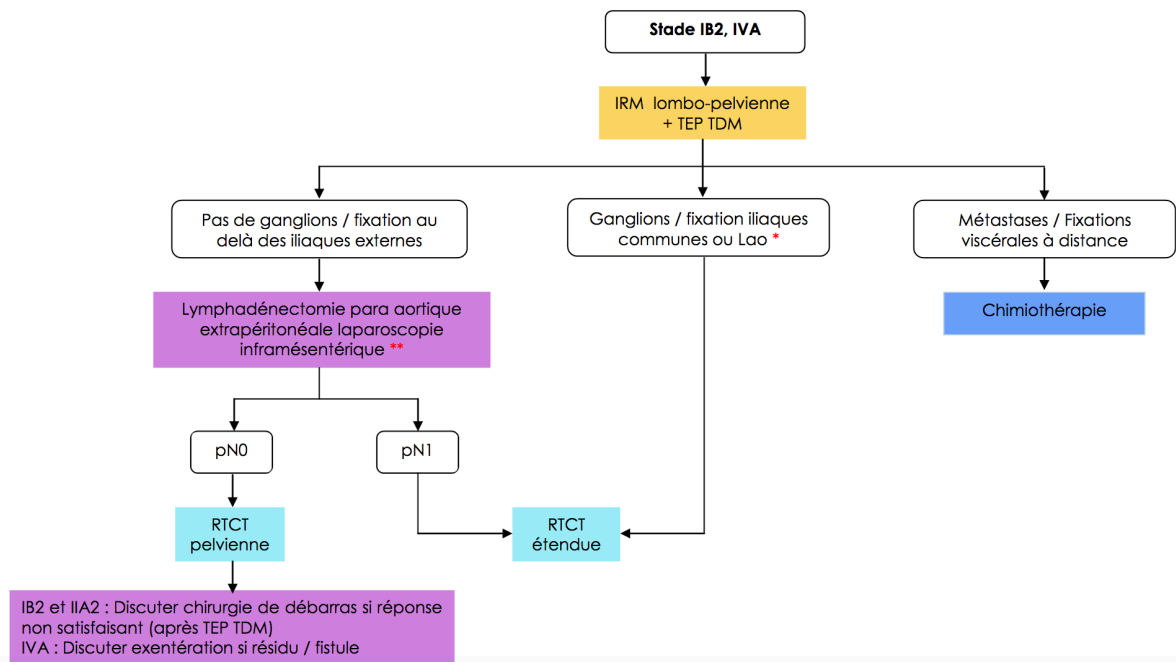 Stade IB2, IVA
IRM lombo-pelvienne
+ TEP TDM
Pas de ganglions / fixation au
delà des iliaques externes
Ganglions / fixation iliaques
communes ou Lao *
Métastases / Fixations
viscérales à distance
Lymphadénectomie para aortique
extrapéritonéale laparoscopie
inframésentérique **
Chimiothérapie
pN0
pN1
RTCT
pelvienne
RTCT
étendue
IB2 et IIA2 : Discuter chirurgie de débarras si réponse
non satisfaisant (après TEP TDM)
IVA : Discuter exentération si résidu / fistule